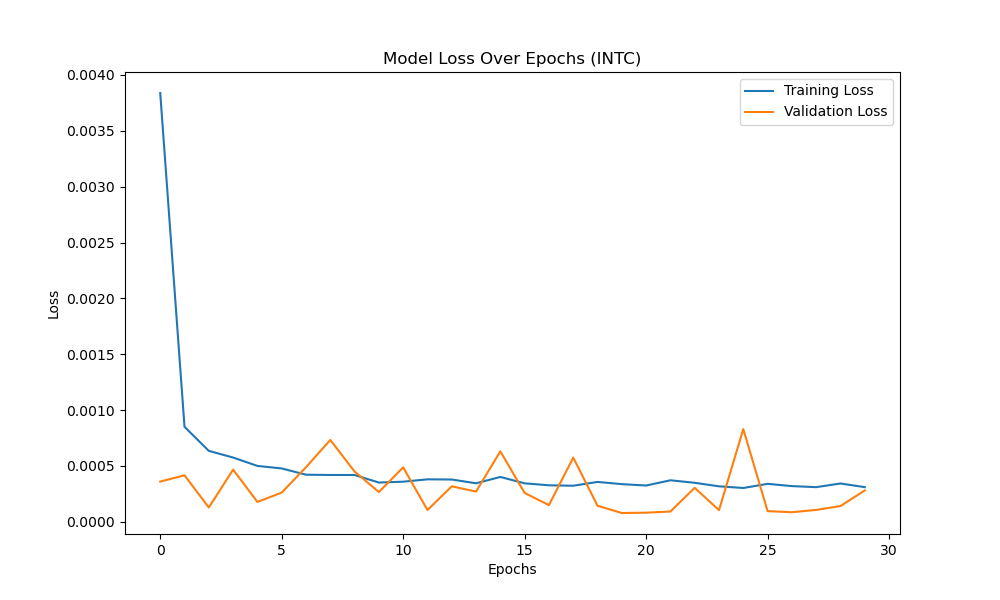 Model Loss Over Epochs (INTC)
Training Loss
Validation Loss
0.0040
0.0035
0.0030
0.0025
0.0020
0.0015
0.0010
0.0005
0.0000
Loss
0 5 10 15 20 25 30
Epochs